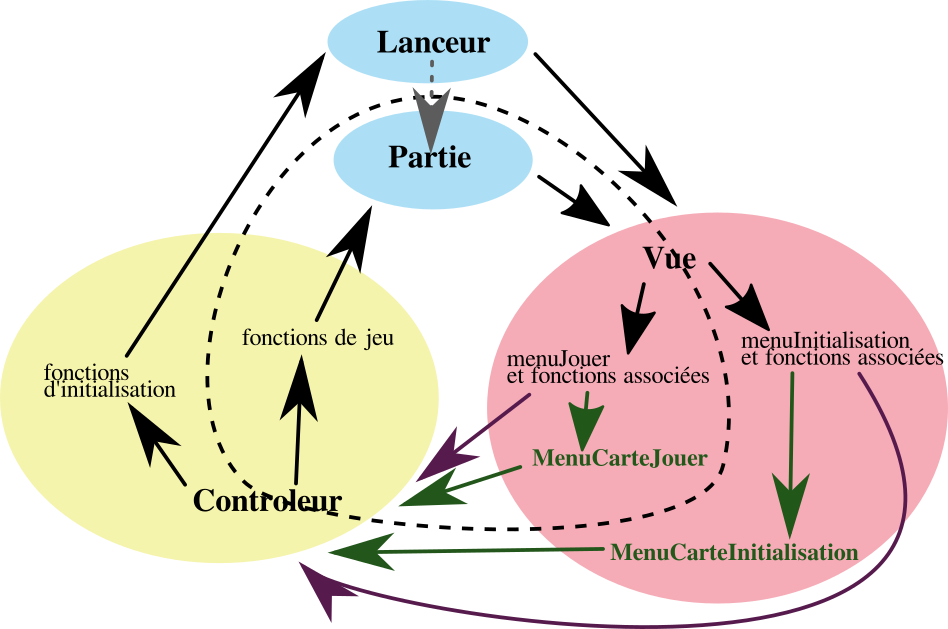 Lanceur
Partie
Vue
fonctions de jeu
menuInitialisation
et fonctions associées
menuJouer
et fonctions associées
fonctions
d'initialisation
MenuCarteJouer
Controleur
MenuCarteInitialisation